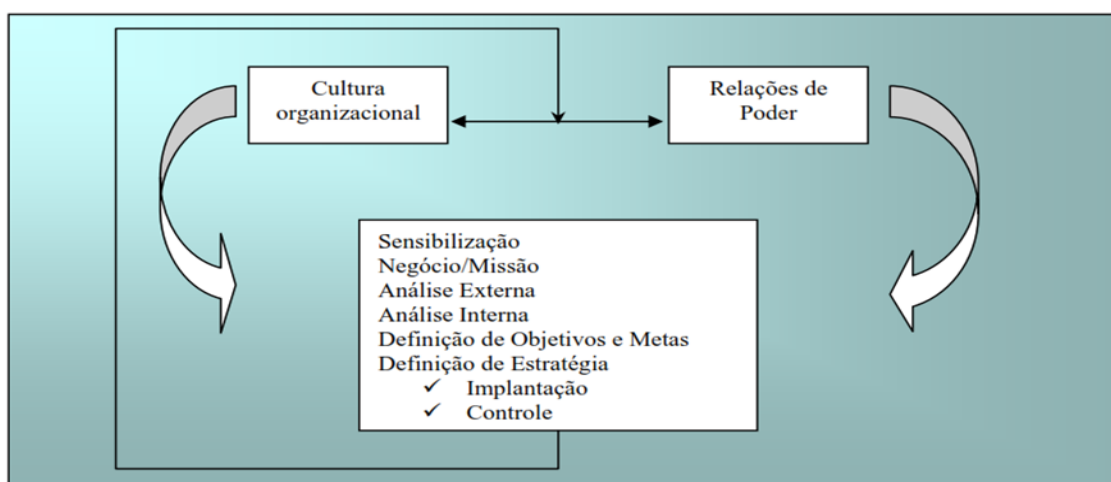 Cultura
organizacional
Relações de
Poder
Sensibilização
Negócio/Missão
Análise Externa
Análise Interna
Definição de Objetivos e Metas
Definição de Estratégia
✓ Implantação
✓ Controle